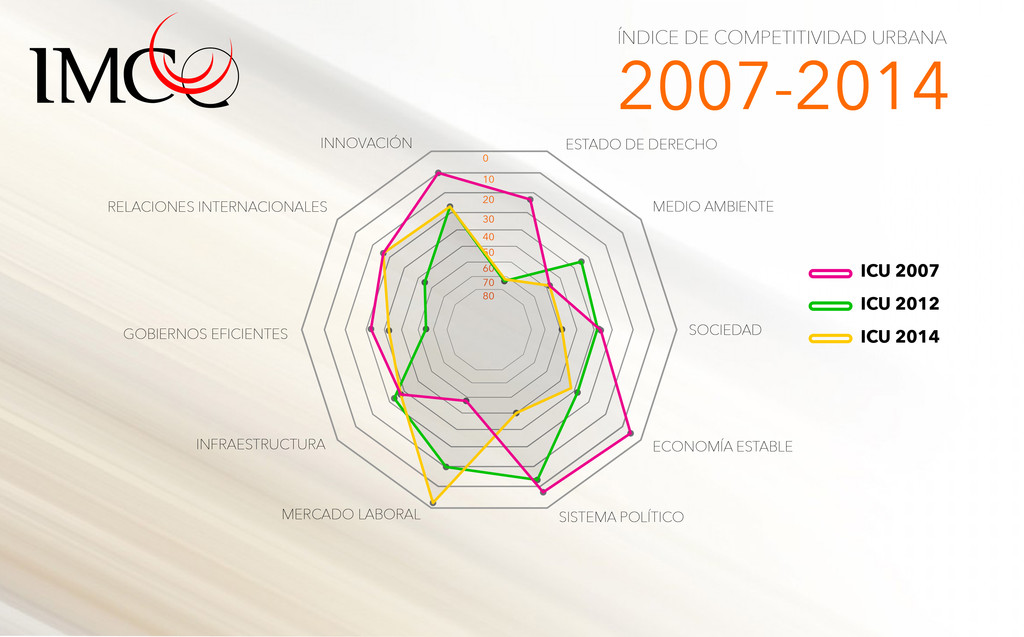 IMCO
ÍNDICE DE COMPETITIVIDAD URBANA
2007-2014
INNOVACIÓN
ESTADO DE DERECHO
0
10
20
30
40
50
60
70
80
RELACIONES INTERNACIONALES
MEDIO AMBIENTE
ICU 2007
ICU 2012
ICU 2014
GOBIERNOS EFICIENTES
SOCIEDAD
INFRAESTRUCTURA
ECONOMÍA ESTABLE
MERCADO LABORAL
SISTEMA POLÍTICO